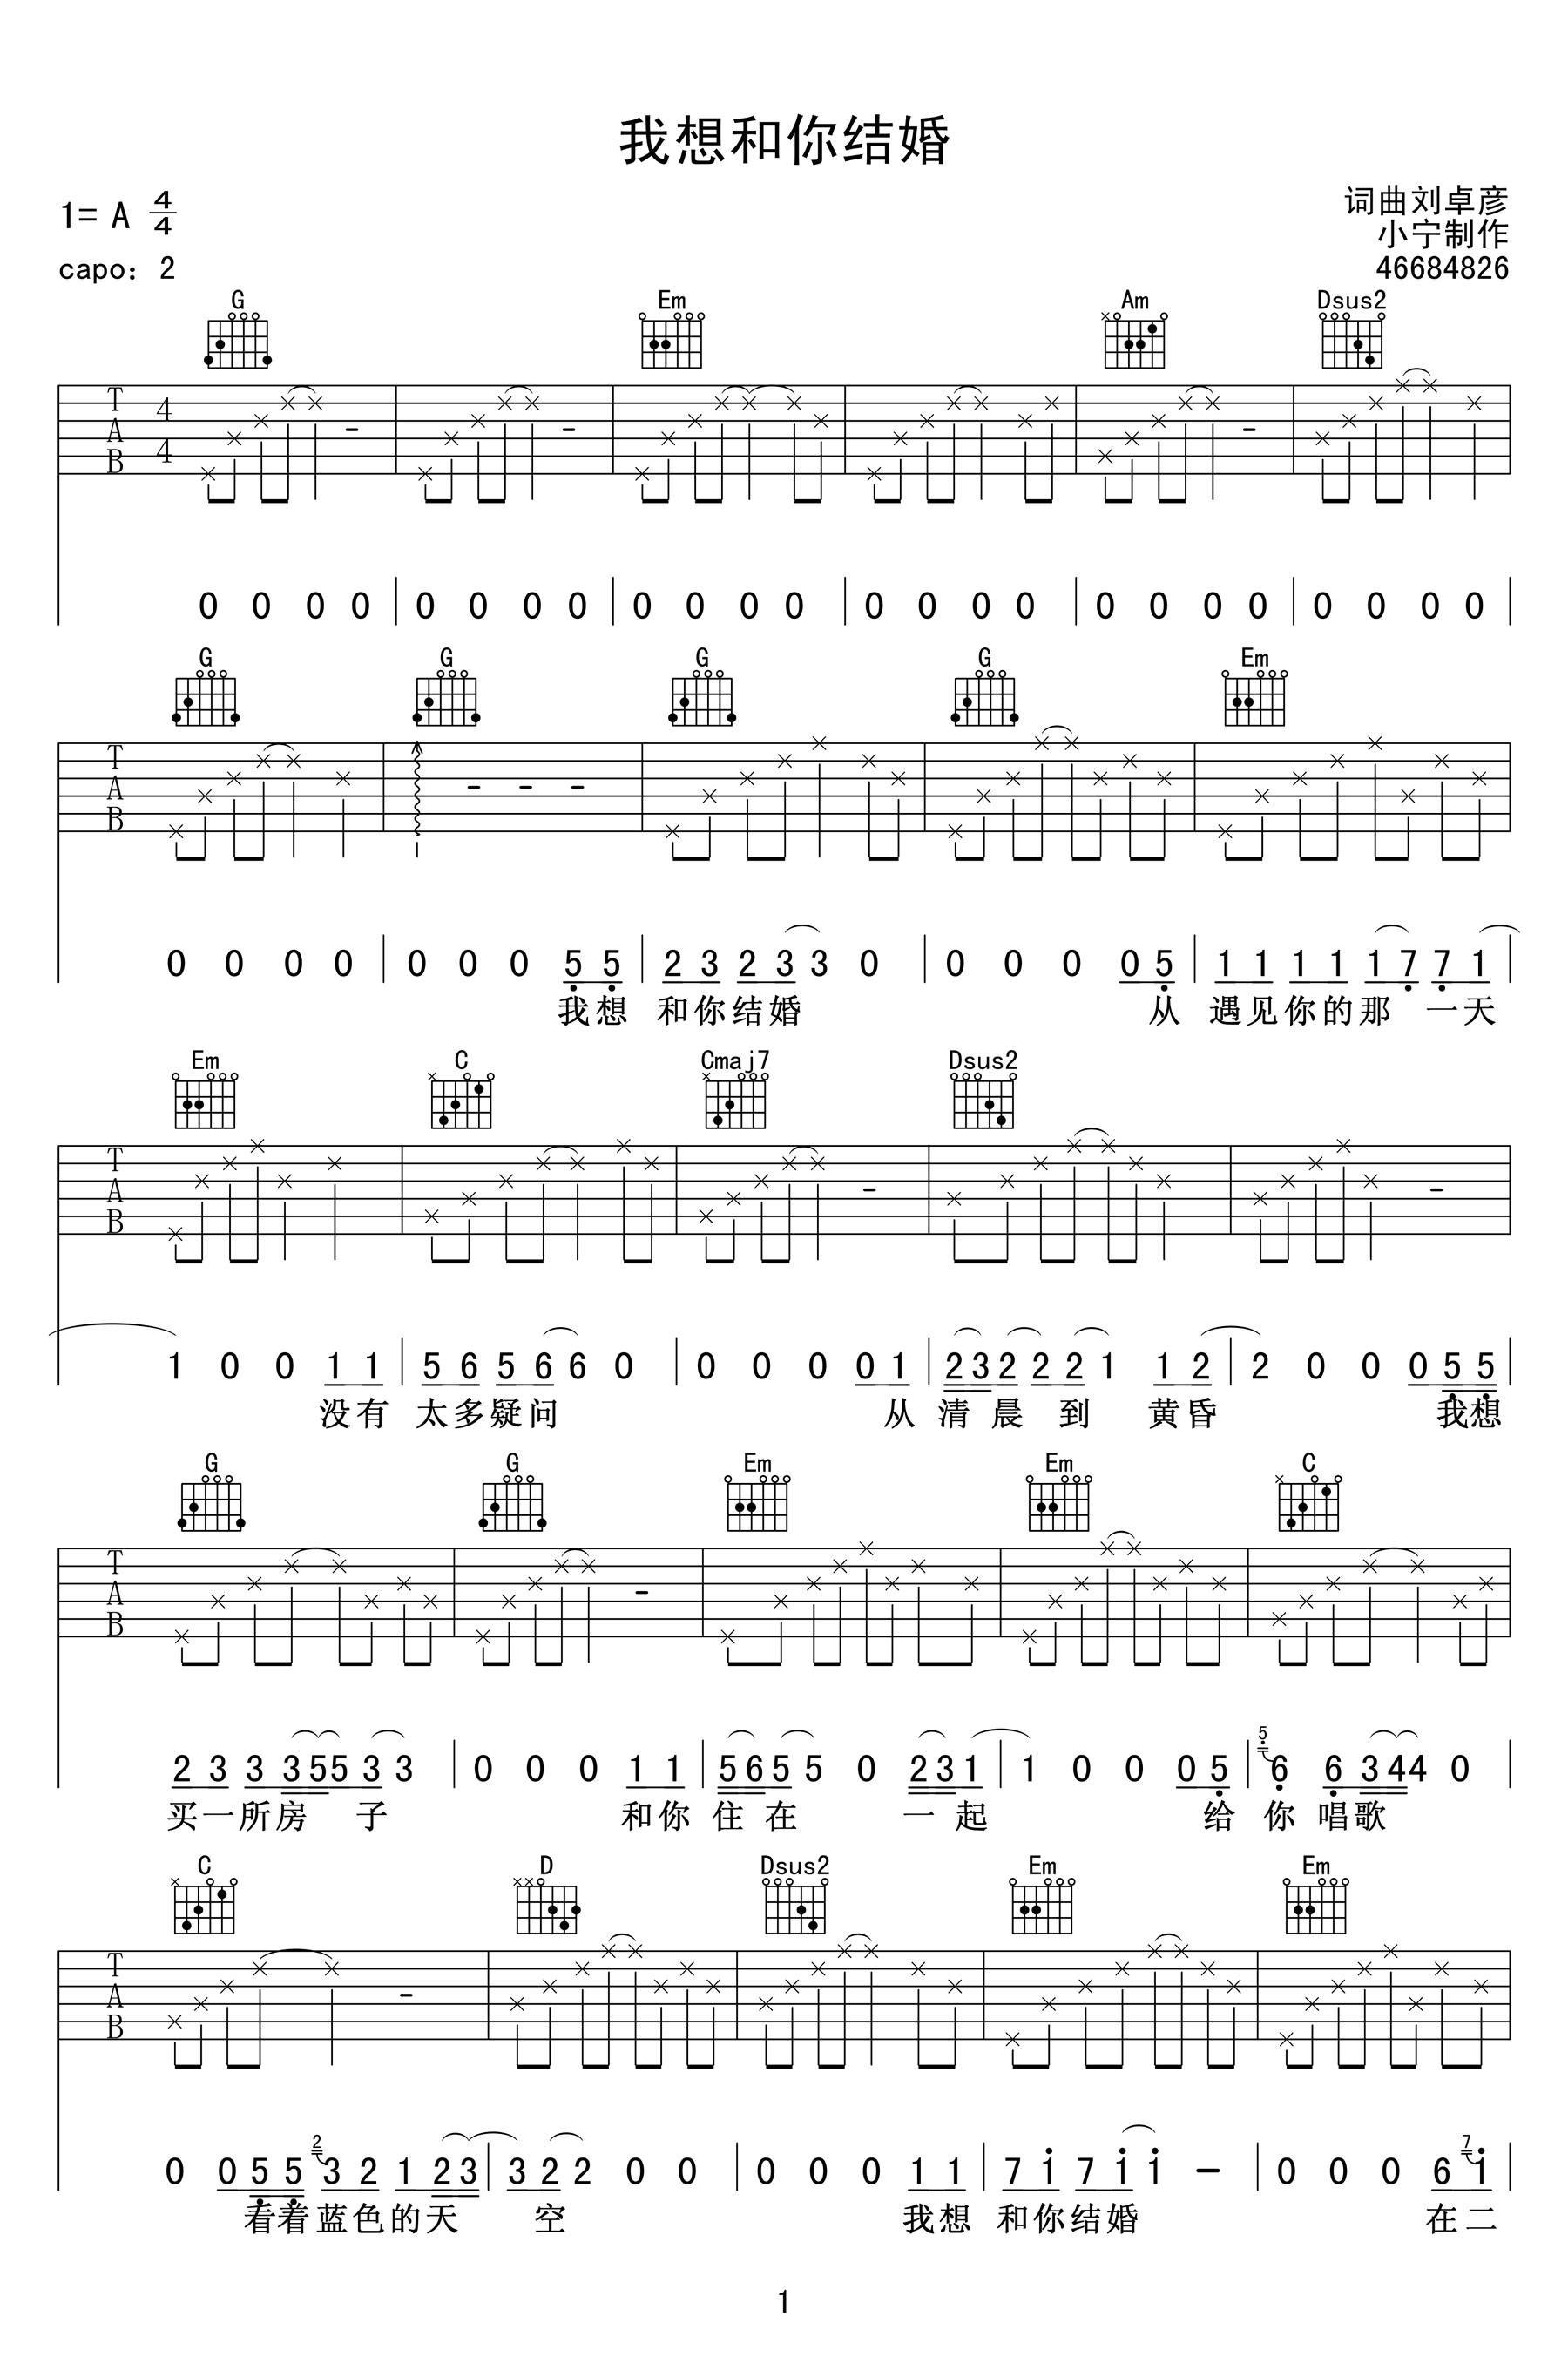 我想和你结婚
1= A 4/4
词曲刘卓彦
小宁制作
capo: 2
46684826
G Em Am Dsus2
T A B 4 4
0 0 0 0 0 0 0 0 0 0 0 0 0 0 0 0 0 0 0 0 0 0 0 0
G G G G Em
T A B
0 0 0 0 0 0 0 5 5 2 3 2 3 3 0 0 0 0 0 5 1 1 1 1 1 7 7 1
我想 和你结婚 从 遇见你的那 一天
Em C Cmaj7 Dsus2
T A B
1 0 0 1 1 5 6 5 6 6 0 0 0 0 0 1 2 3 2 2 2 1 1 2 2 0 0 0 5 5
没有 太多疑问 从 清 晨 到 黄昏 我想
G G Em Em C
T A B
2 3 3 3 5 5 3 3 0 0 0 1 1 5 6 5 5 0 2 3 1 1 0 0 0 5 5 6 6 3 4 4 0
买一所房 子 和你 住 在 一 起 给 你 唱歌
C D Dsus2 Em Em
T A B
0 0 5 5 2 3 2 1 2 3 3 2 2 0 0 0 0 0 1 1 7 1 7 1 1 - 0 0 0 6 7 1
看着蓝色的天 空 我想 和你结婚 在二
1